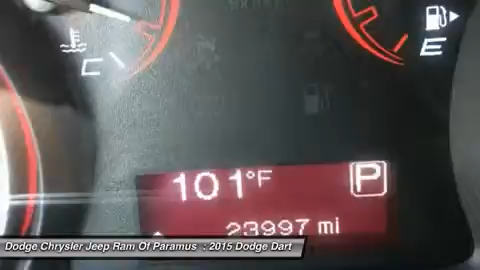 C
E
101°F P
23997 mi
Dodge Chrysler Jeep Ram Of Paramus : 2015 Dodge Dart